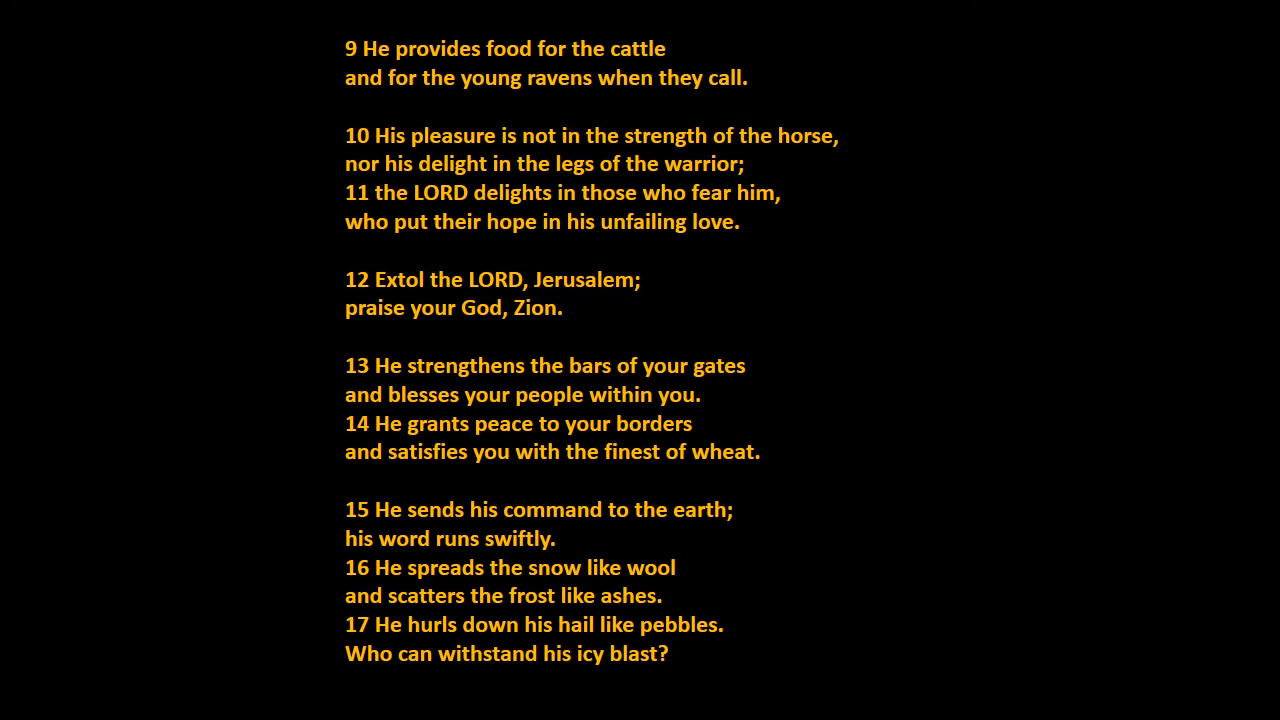 9 He provides food for the cattle
and for the young ravens when they call.
10 His pleasure is not in the strength of the horse,
nor his delight in the legs of the warrior;
11 the LORD delights in those who fear him,
who put their hope in his unfailing love.
12 Extol the LORD, Jerusalem;
praise your God, Zion.
13 He strengthens the bars of your gates
and blesses your people within you.
14 He grants peace to your borders
and satisfies you with the finest of wheat.
15 He sends his command to the earth;
his word runs swiftly.
16 He spreads the snow like wool
and scatters the frost like ashes.
17 He hurls down his hail like pebbles.
Who can withstand his icy blast?